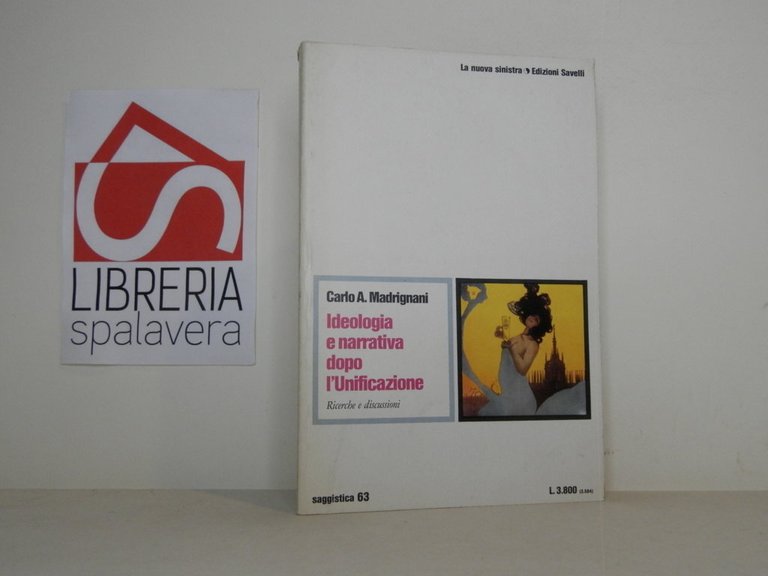 LIBRERIA
spalavera
La nuova sinistra Edizioni Savelli
Carlo A. Madrignani
Ideologia
e narrativa
dopo
l'Unificazione
Ricerche e discussioni
saggistica 63
L. 3.800